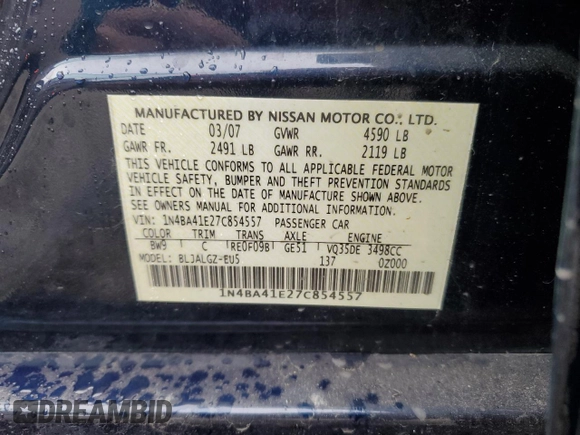 MANUFACTURED BY NISSAN MOTOR CO., LTD.
DATE 03/07 GVWR 4590 LB
GAWR FR. 2491 LB GAWR RR. 2119 LB
THIS VEHICLE CONFORMS TO ALL APPLICABLE FEDERAL MOTOR
VEHICLE SAFETY, BUMPER AND THEFT PREVENTION STANDARDS
IN EFFECT ON THE DATE OF MANUFACTURE SHOWN ABOVE.
SEE OWNERS MANUAL FOR ADDITIONAL INFORMATION.
VIN: 1N4BA41E27C854557 PASSENGER CAR
COLOR TRIM TRANS AXLE ENGINE
BW9 C RE0F09B GE51 VQ35DE 3498CC
MODEL: BLJALGZ-EU5 137 0Z000
1N4BA41E27C854557
DREAMBID